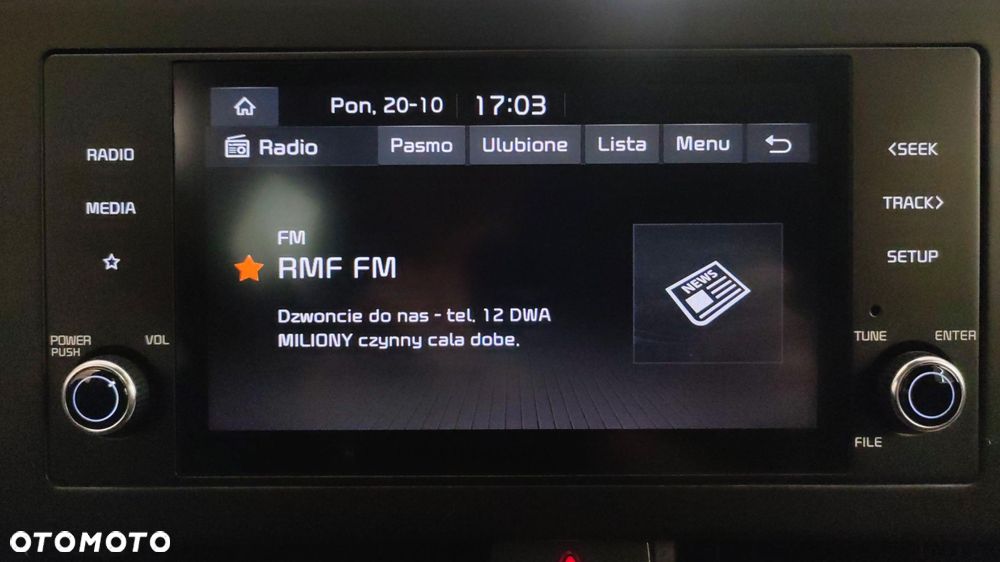 Pon, 20-10 17:03
Radio Pasmo Ulubione Lista Menu
RADIO
MEDIA
<SEEK
TRACK>
SETUP
FM
RMF FM
Dzwoncie do nas - tel. 12 DWA
MILIONY czynny cala dobe.
NEWS
POWER
PUSH
VOL
TUNE
ENTER
FILE
OTOMOTO